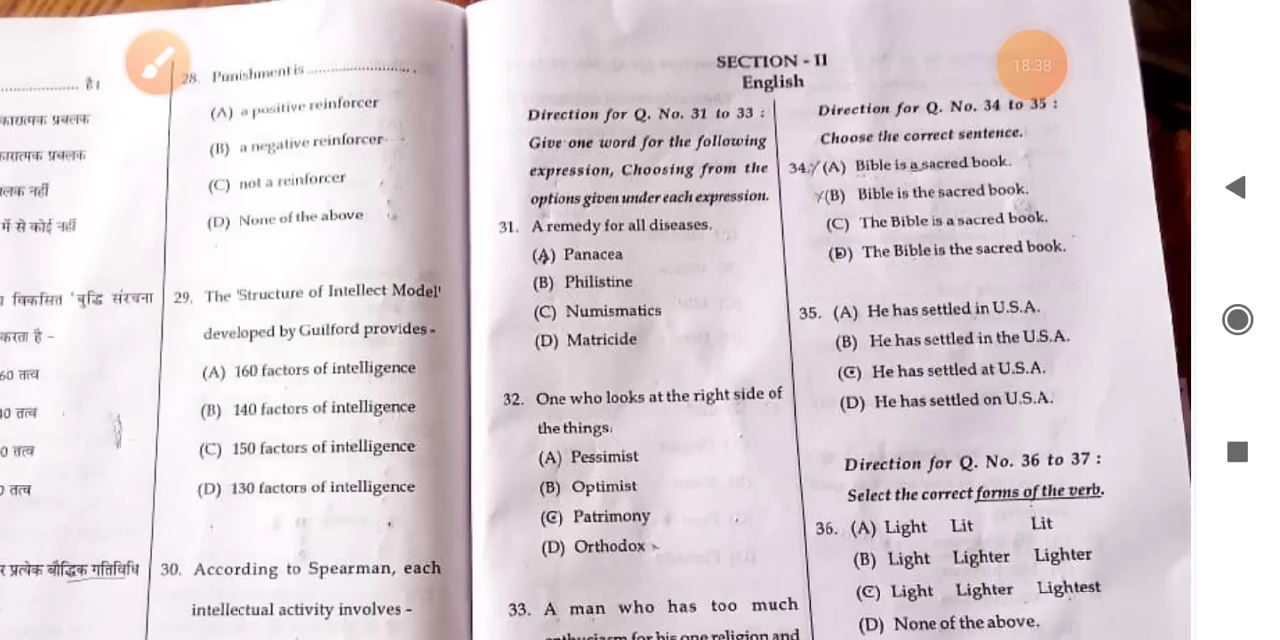 है।
कारात्मक प्रबलक
कारात्मक प्रबलक
लक नहीं
में से कोई नहीं
विकसित 'बुद्धि संरचना
करता है -
60 तत्व
0 तत्व
0 तत्व
तत्व
प्रत्येक बौद्धिक गतिविधि
28. Punishment is ..........................
(A) a positive reinforcer
(B) a negative reinforcer
(C) not a reinforcer
(D) None of the above
29. The 'Structure of Intellect Model'
developed by Guilford provides -
(A) 160 factors of intelligence
(B) 140 factors of intelligence
(C) 150 factors of intelligence
(D) 130 factors of intelligence
30. According to Spearman, each
intellectual activity involves -
SECTION - II
English
Direction for Q. No. 31 to 33 :
Give one word for the following
expression, Choosing from the
options given under each expression.
31. A remedy for all diseases.
(A) Panacea
(B) Philistine
(C) Numismatics
(D) Matricide
32. One who looks at the right side of
the things.
(A) Pessimist
(B) Optimist
(C) Patrimony
(D) Orthodox
33. A man who has too much
enthusiasm for his one religion and
Direction for Q. No. 34 to 35 :
Choose the correct sentence.
34. (A) Bible is a sacred book.
(B) Bible is the sacred book.
(C) The Bible is a sacred book.
(D) The Bible is the sacred book.
35. (A) He has settled in U.S.A.
(B) He has settled in the U.S.A.
(C) He has settled at U.S.A.
(D) He has settled on U.S.A.
Direction for Q. No. 36 to 37 :
Select the correct forms of the verb.
36. (A) Light Lit Lit
(B) Light Lighter Lighter
(C) Light Lighter Lightest
(D) None of the above.
18:38